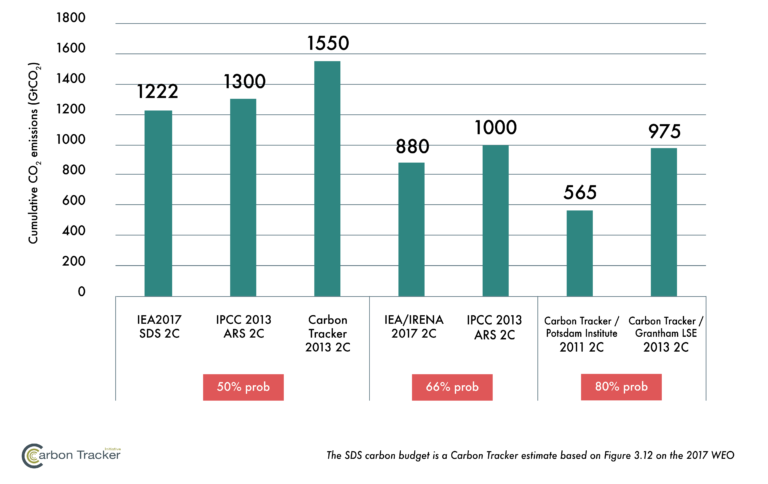 1800
1600
1400
1200
1000
800
600
400
200
0
Cumulative CO₂ emissions (GtCO₂)
1222
1300
1550
880
1000
565
975
IEA2017
SDS 2C
IPCC 2013
ARS 2C
Carbon
Tracker
2013 2C
IEA/IRENA
2017 2C
IPCC 2013
ARS 2C
Carbon Tracker /
Potsdam Institute
2011 2C
Carbon Tracker /
Grantham LSE
2013 2C
50% prob
66% prob
80% prob
Carbon Tracker
The SDS carbon budget is a Carbon Tracker estimate based on Figure 3.12 on the 2017 WEO